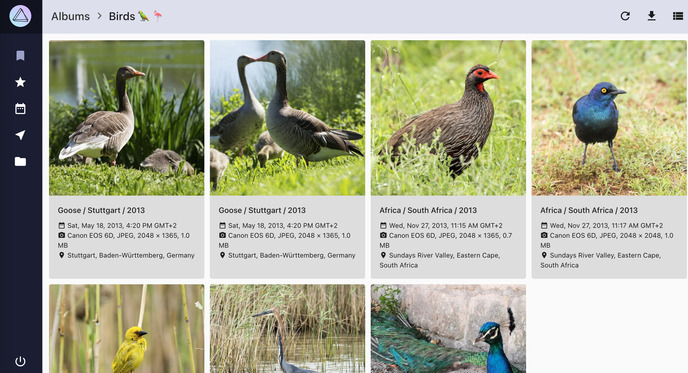 Albums > Birds 🦜 🦩
Goose / Stuttgart / 2013
Sat, May 18, 2013, 4:20 PM GMT+2
Canon EOS 6D, JPEG, 2048 × 1365, 1.0
MB
Stuttgart, Baden-Württemberg, Germany
Goose / Stuttgart / 2013
Sat, May 18, 2013, 4:20 PM GMT+2
Canon EOS 6D, JPEG, 2048 × 1365, 1.0
MB
Stuttgart, Baden-Württemberg, Germany
Africa / South Africa / 2013
Wed, Nov 27, 2013, 11:15 AM GMT+2
Canon EOS 6D, JPEG, 2048 × 1365, 0.7
MB
Sundays River Valley, Eastern Cape,
South Africa
Africa / South Africa / 2013
Wed, Nov 27, 2013, 11:17 AM GMT+2
Canon EOS 6D, JPEG, 2048 × 2048, 1.0
MB
Sundays River Valley, Eastern Cape,
South Africa